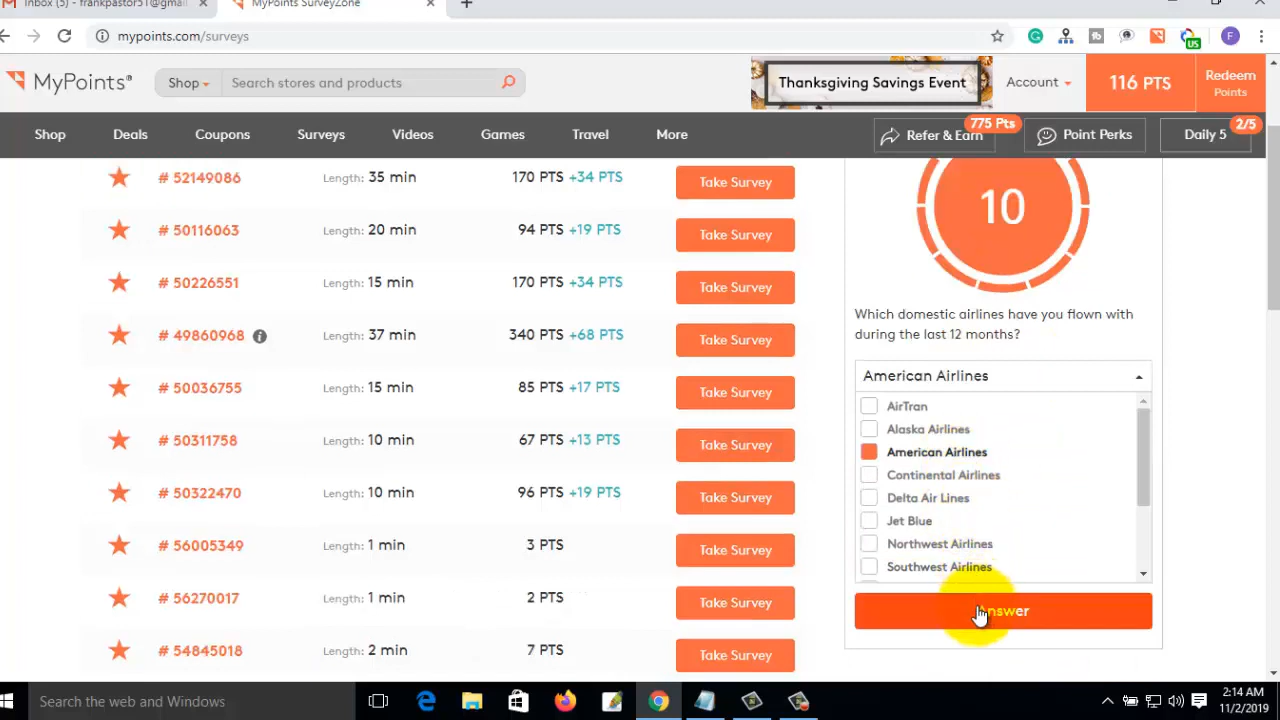 Inbox (5) - frankpastor51@gmail
MyPoints SurveyZone
mypoints.com/surveys
US
F
MyPoints®
Shop
Search stores and products
Thanksgiving Savings Event
Account
116 PTS
Redeem
Points
Shop
Deals
Coupons
Surveys
Videos
Games
Travel
More
Refer & Earn
775 Pts
Point Perks
Daily 5
2/5
# 52149086 Length: 35 min 170 PTS +34 PTS Take Survey
# 50116063 Length: 20 min 94 PTS +19 PTS Take Survey
# 50226551 Length: 15 min 170 PTS +34 PTS Take Survey
# 49860968 Length: 37 min 340 PTS +68 PTS Take Survey
# 50036755 Length: 15 min 85 PTS +17 PTS Take Survey
# 50311758 Length: 10 min 67 PTS +13 PTS Take Survey
# 50322470 Length: 10 min 96 PTS +19 PTS Take Survey
# 56005349 Length: 1 min 3 PTS Take Survey
# 56270017 Length: 1 min 2 PTS Take Survey
# 54845018 Length: 2 min 7 PTS Take Survey
10
Which domestic airlines have you flown with
during the last 12 months?
American Airlines
AirTran
Alaska Airlines
American Airlines
Continental Airlines
Delta Air Lines
Jet Blue
Northwest Airlines
Southwest Airlines
Answer
Search the web and Windows
2:14 AM
11/2/2019